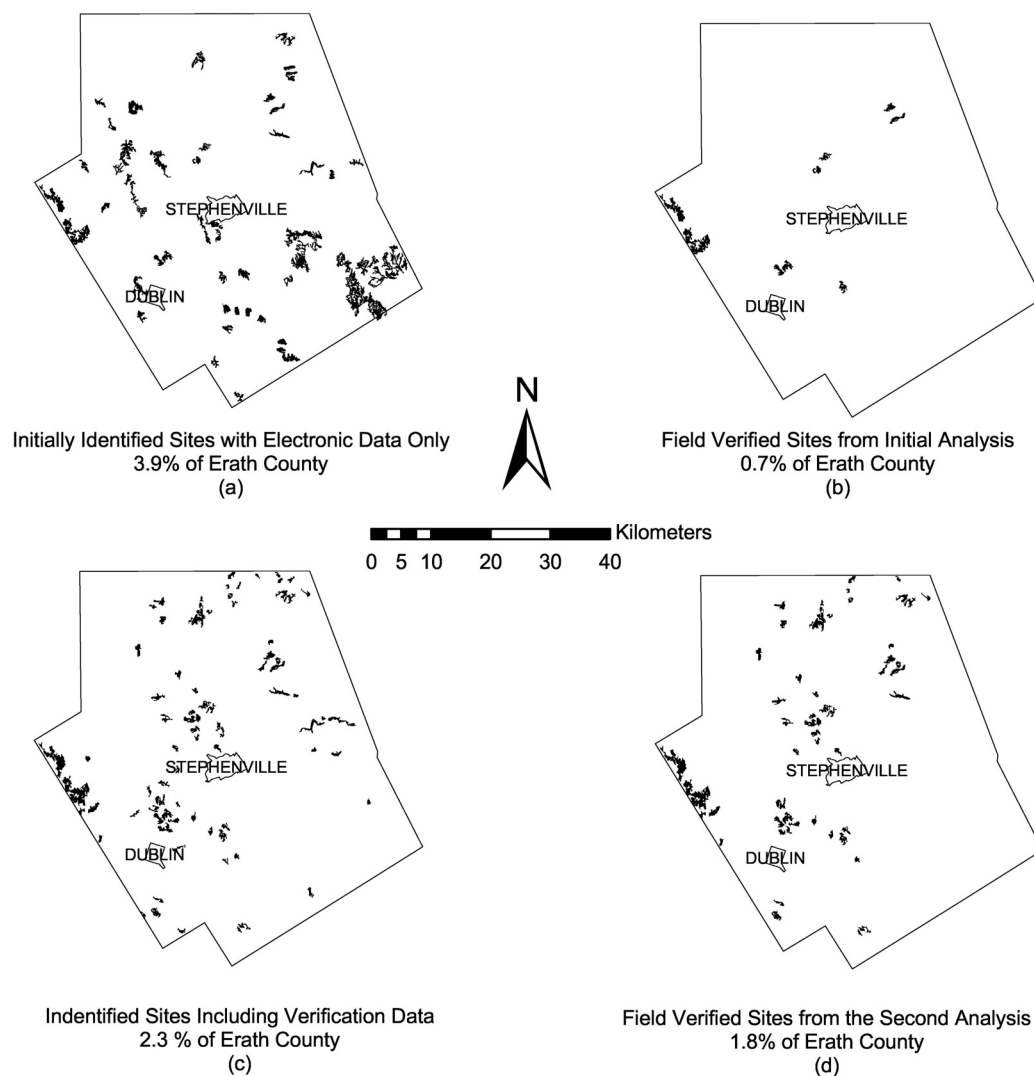 STEPHENVILLE
DUBLIN
Initially Identified Sites with Electronic Data Only
3.9% of Erath County
(a)
STEPHENVILLE
DUBLIN
Field Verified Sites from Initial Analysis
0.7% of Erath County
(b)
N
Kilometers
0 5 10 20 30 40
STEPHENVILLE
DUBLIN
Indentified Sites Including Verification Data
2.3 % of Erath County
(c)
STEPHENVILLE
DUBLIN
Field Verified Sites from the Second Analysis
1.8% of Erath County
(d)